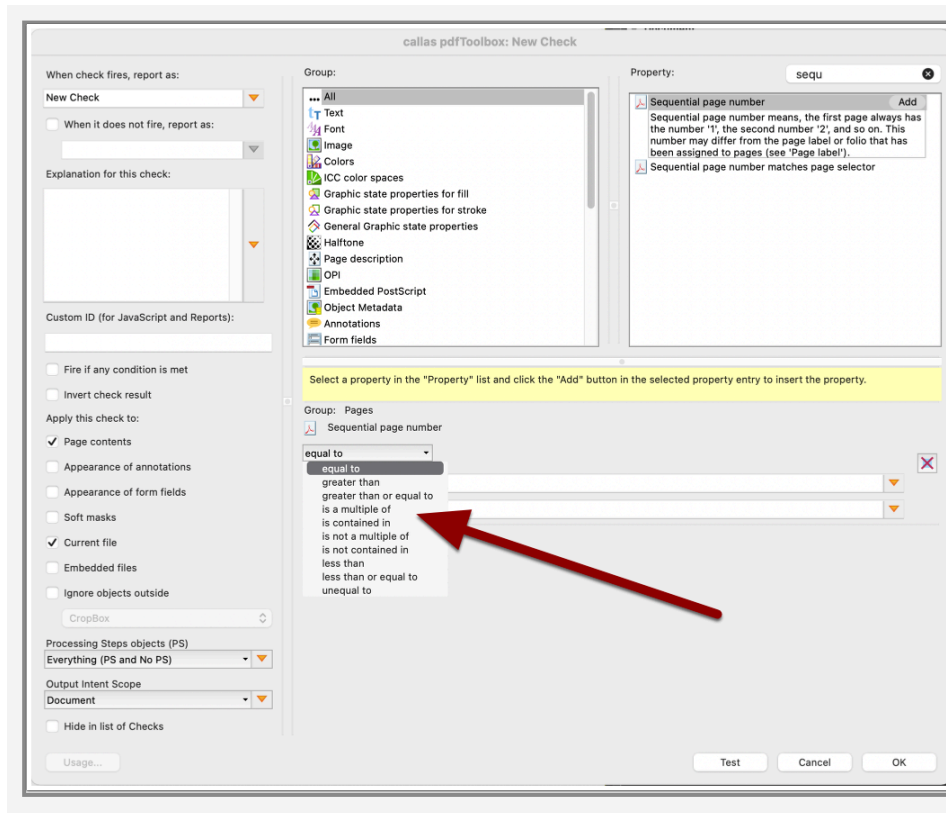 callas pdfToolbox: New Check
When check fires, report as:
New Check
When it does not fire, report as:
Explanation for this check:
Custom ID (for JavaScript and Reports):
Fire if any condition is met
Invert check result
Apply this check to:
Page contents
Appearance of annotations
Appearance of form fields
Soft masks
Current file
Embedded files
Ignore objects outside
CropBox
Processing Steps objects (PS)
Everything (PS and No PS)
Output Intent Scope
Document
Hide in list of Checks
Usage...
Group:
All
Text
Font
Image
Colors
ICC color spaces
Graphic state properties for fill
Graphic state properties for stroke
General Graphic state properties
Halftone
Page description
OPI
Embedded PostScript
Object Metadata
Annotations
Form fields
Property:
sequ
Sequential page number
Add
Sequential page number means, the first page always has
the number '1', the second number '2', and so on. This
number may differ from the page label or folio that has
been assigned to pages (see 'Page label').
Sequential page number matches page selector
Select a property in the "Property" list and click the "Add" button in the selected property entry to insert the property.
Group: Pages
Sequential page number
equal to
equal to
greater than
greater than or equal to
is a multiple of
is contained in
is not a multiple of
is not contained in
less than
less than or equal to
unequal to
Test
Cancel
OK